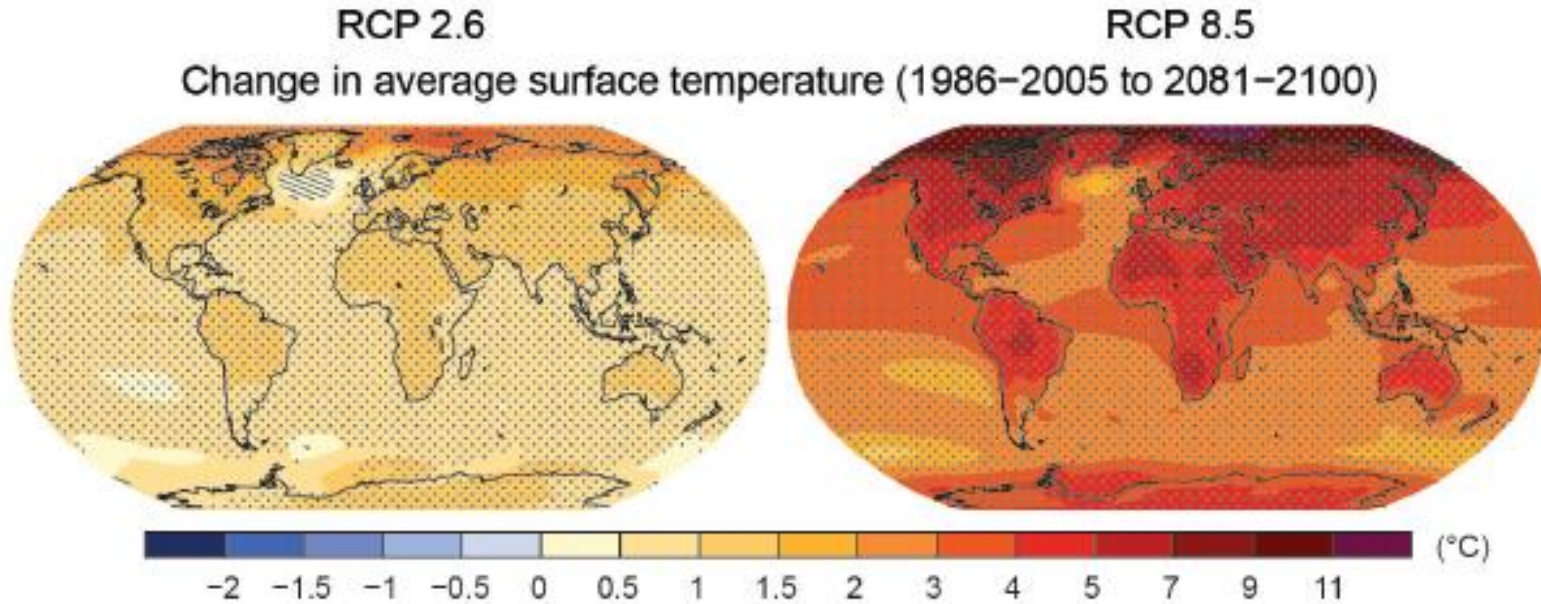 RCP 2.6 RCP 8.5
Change in average surface temperature (1986−2005 to 2081−2100)
(°C)
−2 −1.5 −1 −0.5 0 0.5 1 1.5 2 3 4 5 7 9 11